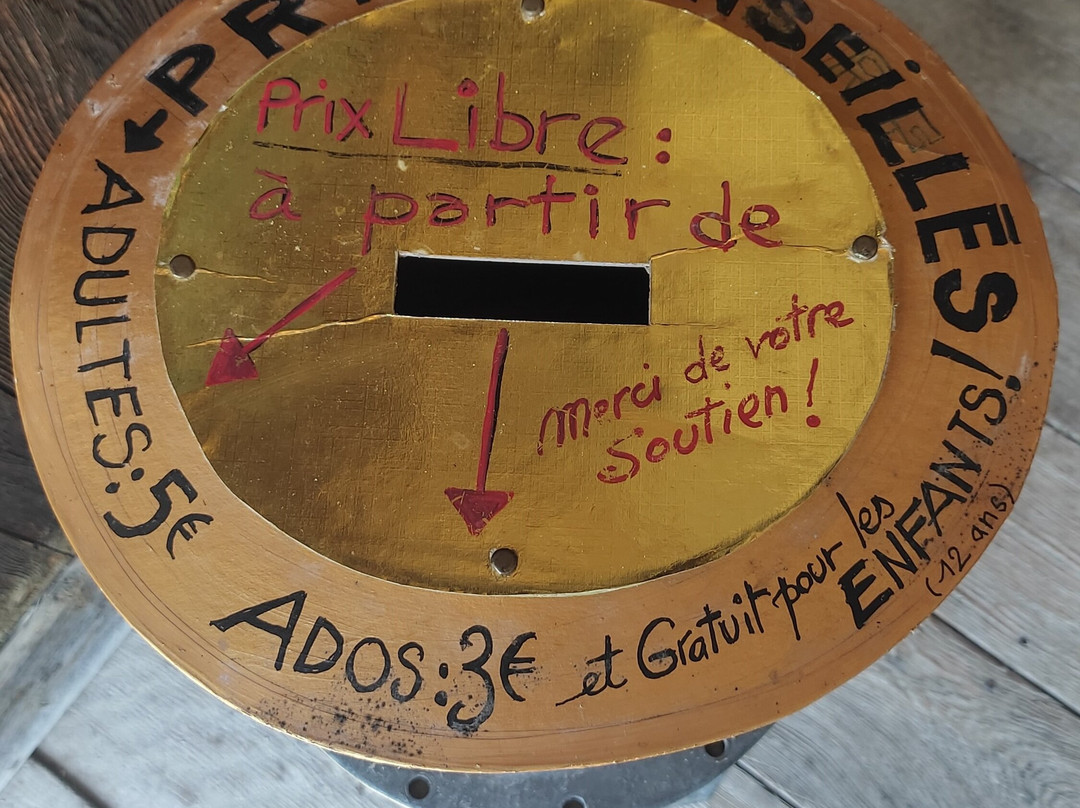 Prix Libre :
à partir de
Merci de votre
Soutien !
ADULTES : 5€
ADOS : 3€ et Gratuit pour les
ENFANTS !
(12 ans)